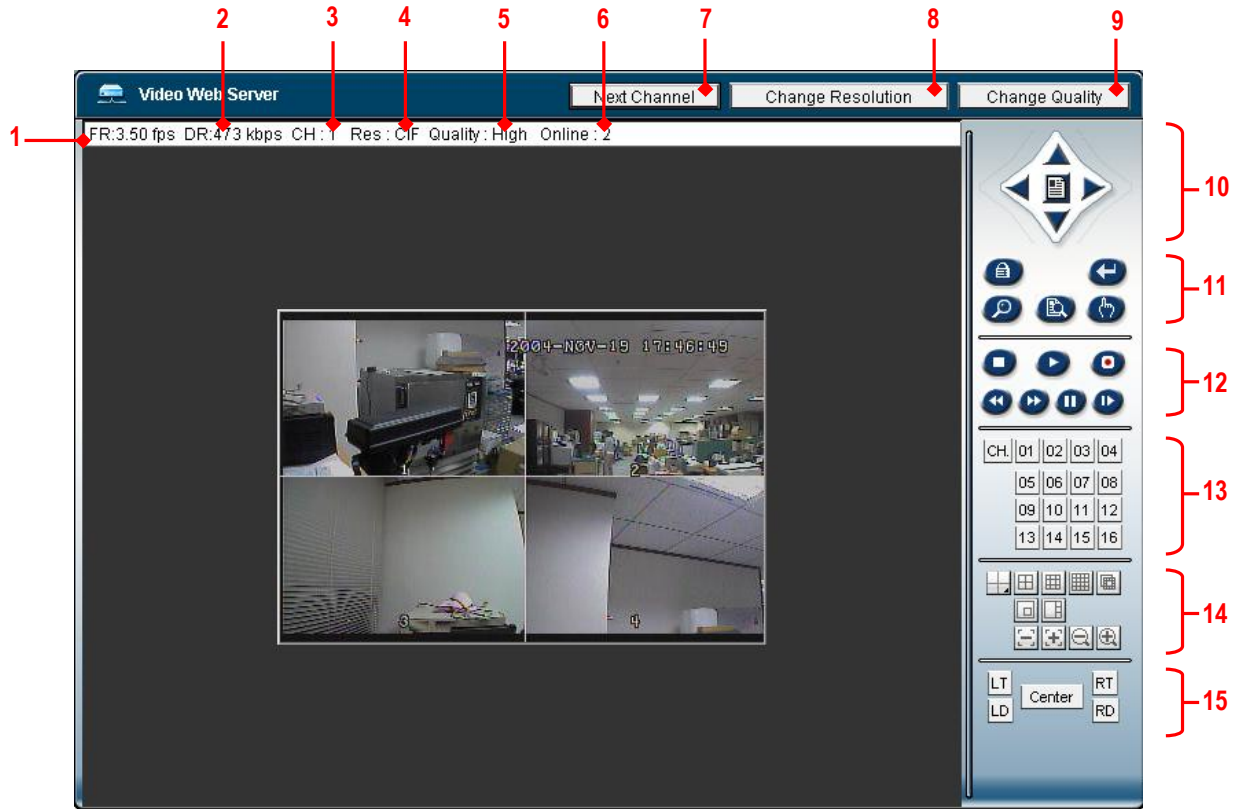 2 3 4 5 6 7 8 9
Video Web Server Next Channel Change Resolution Change Quality
1 FR:3.50 fps DR:473 kbps CH : 1 Res : CIF Quality : High Online : 2
10
11
2004-NOV-19 17:46:49
12
1 2
CH. 01 02 03 04
05 06 07 08
13
09 10 11 12
13 14 15 16
3 4
14
LT Center RT
15
LD RD